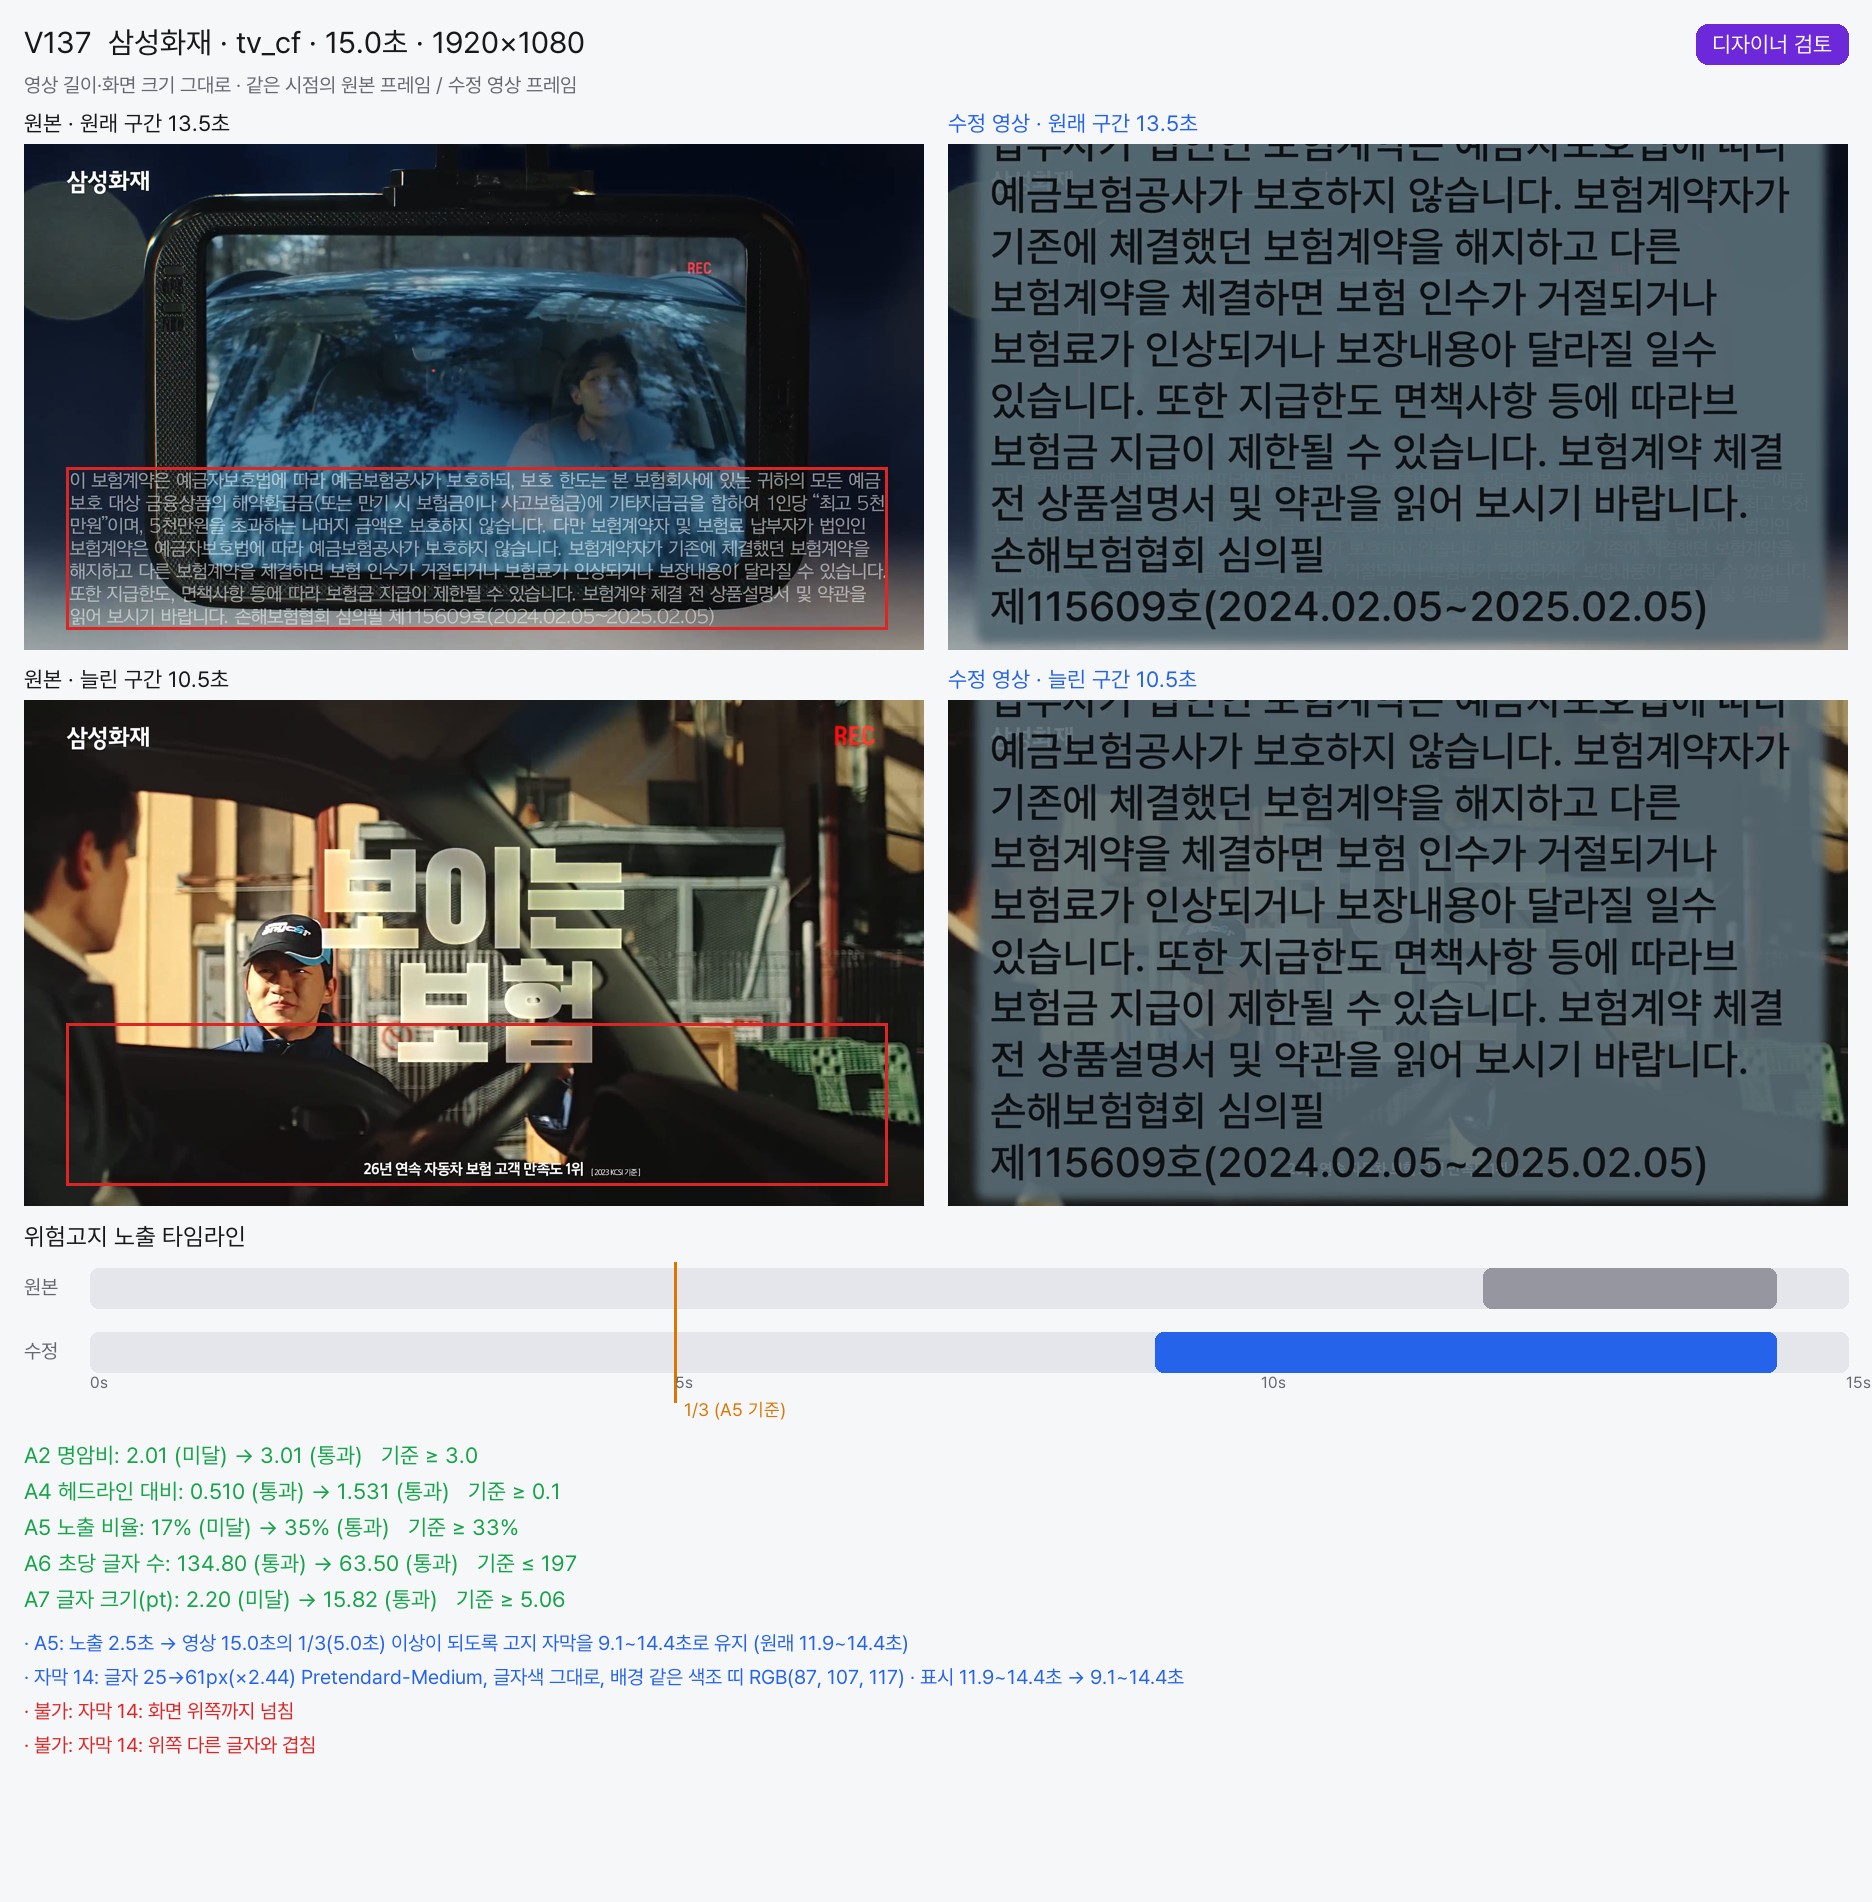 V137 삼성화재 · tv_cf · 15.0초 · 1920×1080
디자이너 검토
영상 길이·화면 크기 그대로 · 같은 시점의 원본 프레임 / 수정 영상 프레임
원본 · 원래 구간 13.5초
삼성화재
REC
이 보험계약은 예금자보호법에 따라 예금보험공사가 보호하되, 보호 한도는 본 보험회사에 있는 귀하의 모든 예금
보호 대상 금융상품의 해약환급금(또는 만기 시 보험금이나 사고보험금)에 기타지급금을 합하여 1인당 “최고 5천
만원”이며, 5천만원을 초과하는 나머지 금액은 보호하지 않습니다. 다만 보험계약자 및 보험료 납부자가 법인인
보험계약은 예금자보호법에 따라 예금보험공사가 보호하지 않습니다. 보험계약자가 기존에 체결했던 보험계약을
해지하고 다른 보험계약을 체결하면 보험 인수가 거절되거나 보험료가 인상되거나 보장내용이 달라질 수 있습니다.
또한 지급한도, 면책사항 등에 따라 보험금 지급이 제한될 수 있습니다. 보험계약 체결 전 상품설명서 및 약관을
읽어 보시기 바랍니다. 손해보험협회 심의필 제115609호(2024.02.05~2025.02.05)
수정 영상 · 원래 구간 13.5초
납부자가 법인인 보험계약은 예금자보호법에 따라
예금보험공사가 보호하지 않습니다. 보험계약자가
기존에 체결했던 보험계약을 해지하고 다른
보험계약을 체결하면 보험 인수가 거절되거나
보험료가 인상되거나 보장내용아 달라질 일수
있습니다. 또한 지급한도 면책사항 등에 따라브
보험금 지급이 제한될 수 있습니다. 보험계약 체결
전 상품설명서 및 약관을 읽어 보시기 바랍니다.
손해보험협회 심의필
제115609호(2024.02.05~2025.02.05)
원본 · 늘린 구간 10.5초
삼성화재
REC
보이는
보험
26년 연속 자동차 보험 고객 만족도 1위 [2023 KCSI 기준]
수정 영상 · 늘린 구간 10.5초
납부자가 법인인 보험계약은 예금자보호법에 따라
예금보험공사가 보호하지 않습니다. 보험계약자가
기존에 체결했던 보험계약을 해지하고 다른
보험계약을 체결하면 보험 인수가 거절되거나
보험료가 인상되거나 보장내용아 달라질 일수
있습니다. 또한 지급한도 면책사항 등에 따라브
보험금 지급이 제한될 수 있습니다. 보험계약 체결
전 상품설명서 및 약관을 읽어 보시기 바랍니다.
손해보험협회 심의필
제115609호(2024.02.05~2025.02.05)
위험고지 노출 타임라인
원본
수정
0s 5s 10s 15s
1/3 (A5 기준)
A2 명암비: 2.01 (미달) → 3.01 (통과) 기준 ≥ 3.0
A4 헤드라인 대비: 0.510 (통과) → 1.531 (통과) 기준 ≥ 0.1
A5 노출 비율: 17% (미달) → 35% (통과) 기준 ≥ 33%
A6 초당 글자 수: 134.80 (통과) → 63.50 (통과) 기준 ≤ 197
A7 글자 크기(pt): 2.20 (미달) → 15.82 (통과) 기준 ≥ 5.06
· A5: 노출 2.5초 → 영상 15.0초의 1/3(5.0초) 이상이 되도록 고지 자막을 9.1~14.4초로 유지 (원래 11.9~14.4초)
· 자막 14: 글자 25→61px(×2.44) Pretendard-Medium, 글자색 그대로, 배경 같은 색조 띠 RGB(87, 107, 117) · 표시 11.9~14.4초 → 9.1~14.4초
· 불가: 자막 14: 화면 위쪽까지 넘침
· 불가: 자막 14: 위쪽 다른 글자와 겹침